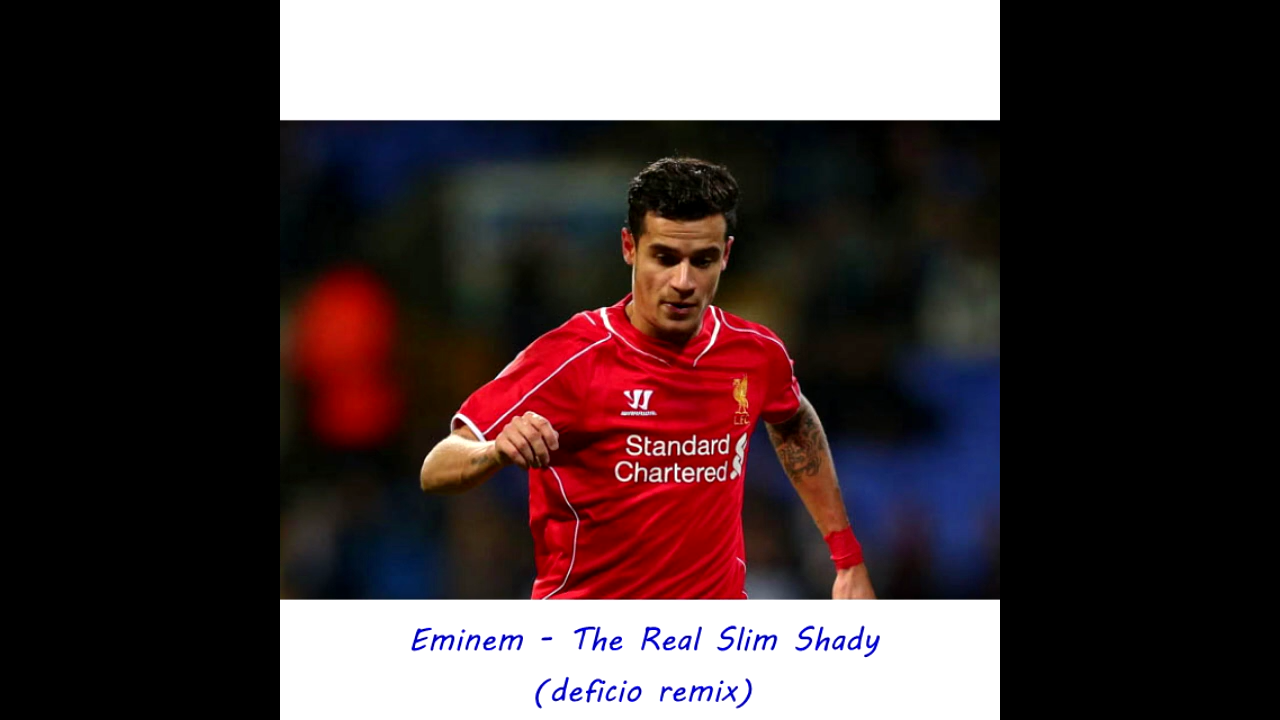 Standard
Chartered
L.F.C.
Eminem - The Real Slim Shady
(deficio remix)